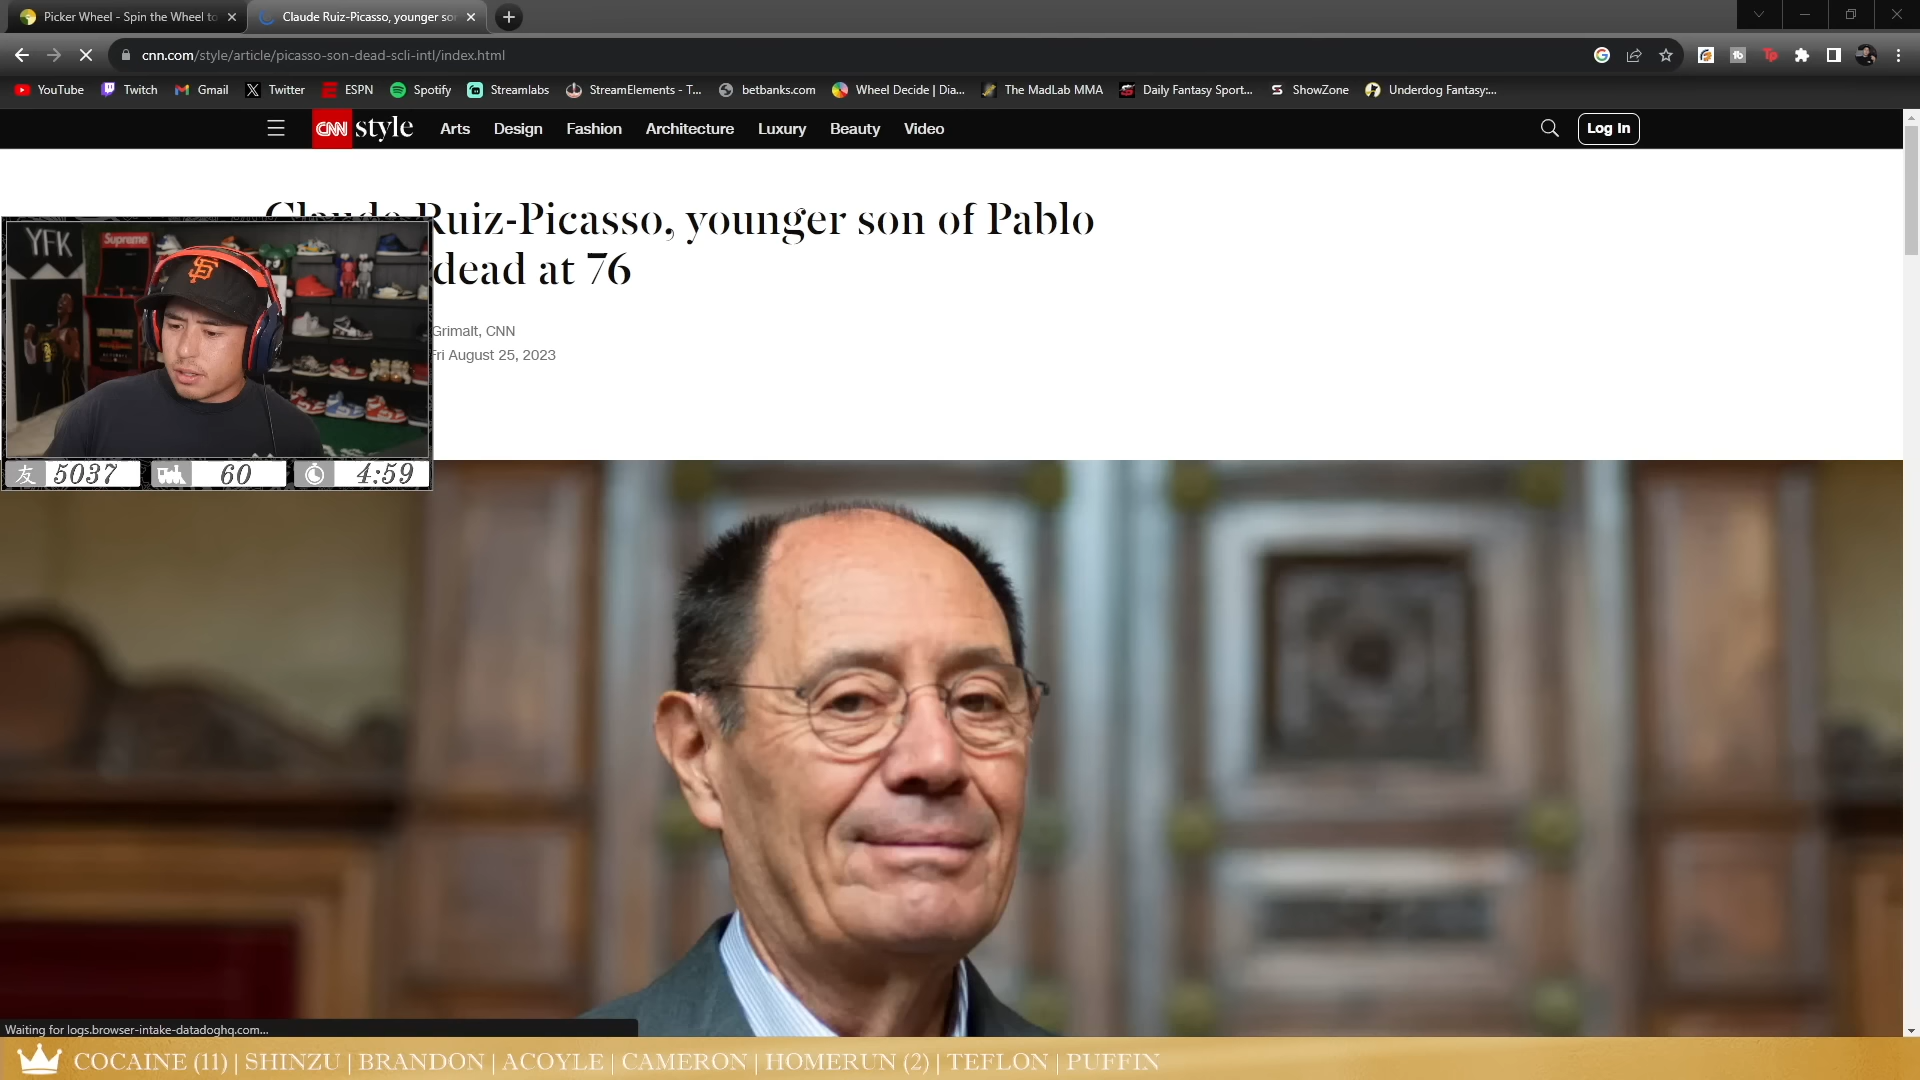 Picker Wheel - Spin the Wheel to
Claude Ruiz-Picasso, younger so
cnn.com/style/article/picasso-son-dead-scli-intl/index.html
YouTube Twitch Gmail Twitter ESPN Spotify Streamlabs StreamElements - T... betbanks.com Wheel Decide | Dia... The MadLab MMA Daily Fantasy Sport... ShowZone Underdog Fantasy:...
CNN style Arts Design Fashion Architecture Luxury Beauty Video Log In
Claude Ruiz-Picasso, younger son of Pablo
dead at 76
Grimalt, CNN
Fri August 25, 2023
YFK
Supreme
SF
友 5037 60 4:59
Waiting for logs.browser-intake-datadoghq.com...
COCAINE (11) | SHINZU | BRANDON | ACOYLE | CAMERON | HOMERUN (2) | TEFLON | PUFFIN